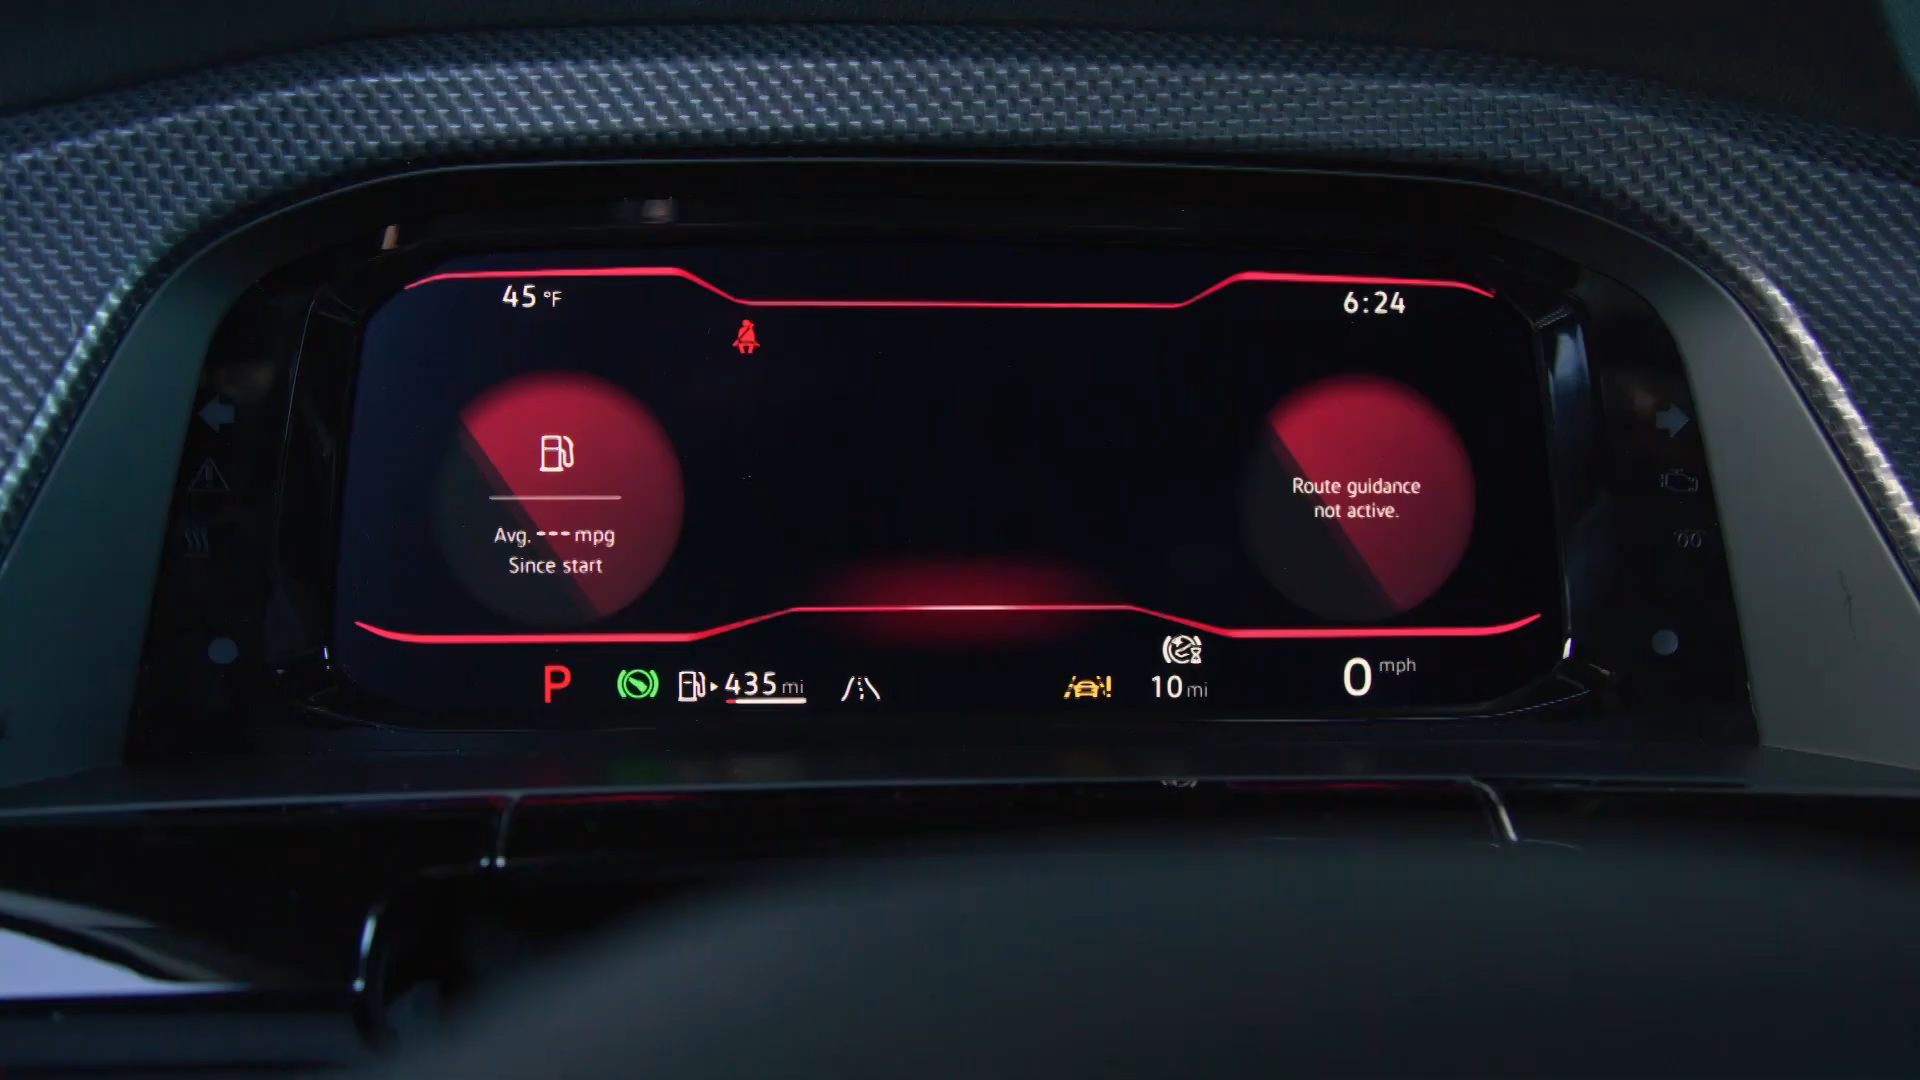 45 °F
6:24
Avg. --- mpg
Since start
Route guidance
not active.
P
435 mi
10 mi
0 mph